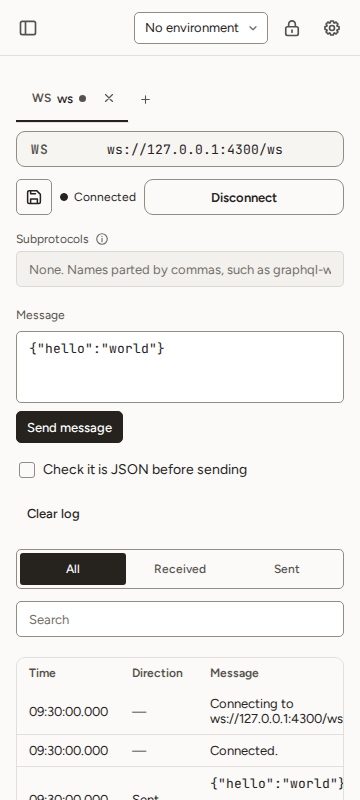 No environment
WS ws
WS ws://127.0.0.1:4300/ws
Connected Disconnect
Subprotocols
None. Names parted by commas, such as graphql-w
Message
{"hello":"world"}
Send message
Check it is JSON before sending
Clear log
All Received Sent
Search
Time Direction Message
09:30:00.000 — Connecting to
ws://127.0.0.1:4300/ws
09:30:00.000 — Connected.
{"hello":"world"}
09:30:00.000 Sent